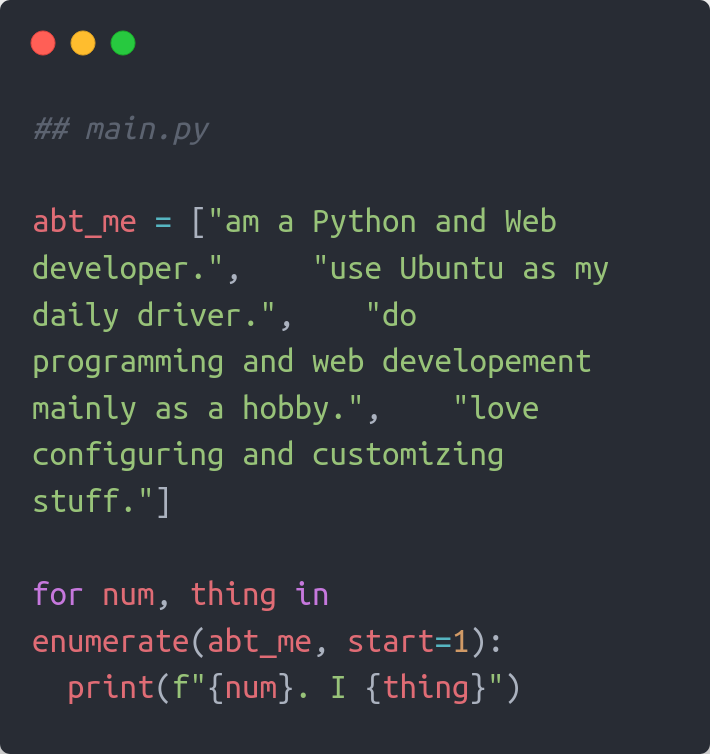 ## main.py
abt_me = ["am a Python and Web
developer.",    "use Ubuntu as my
daily driver.",    "do
programming and web developement
mainly as a hobby.",    "love
configuring and customizing
stuff."]
for num, thing in
enumerate(abt_me, start=1):
  print(f"{num}. I {thing}")